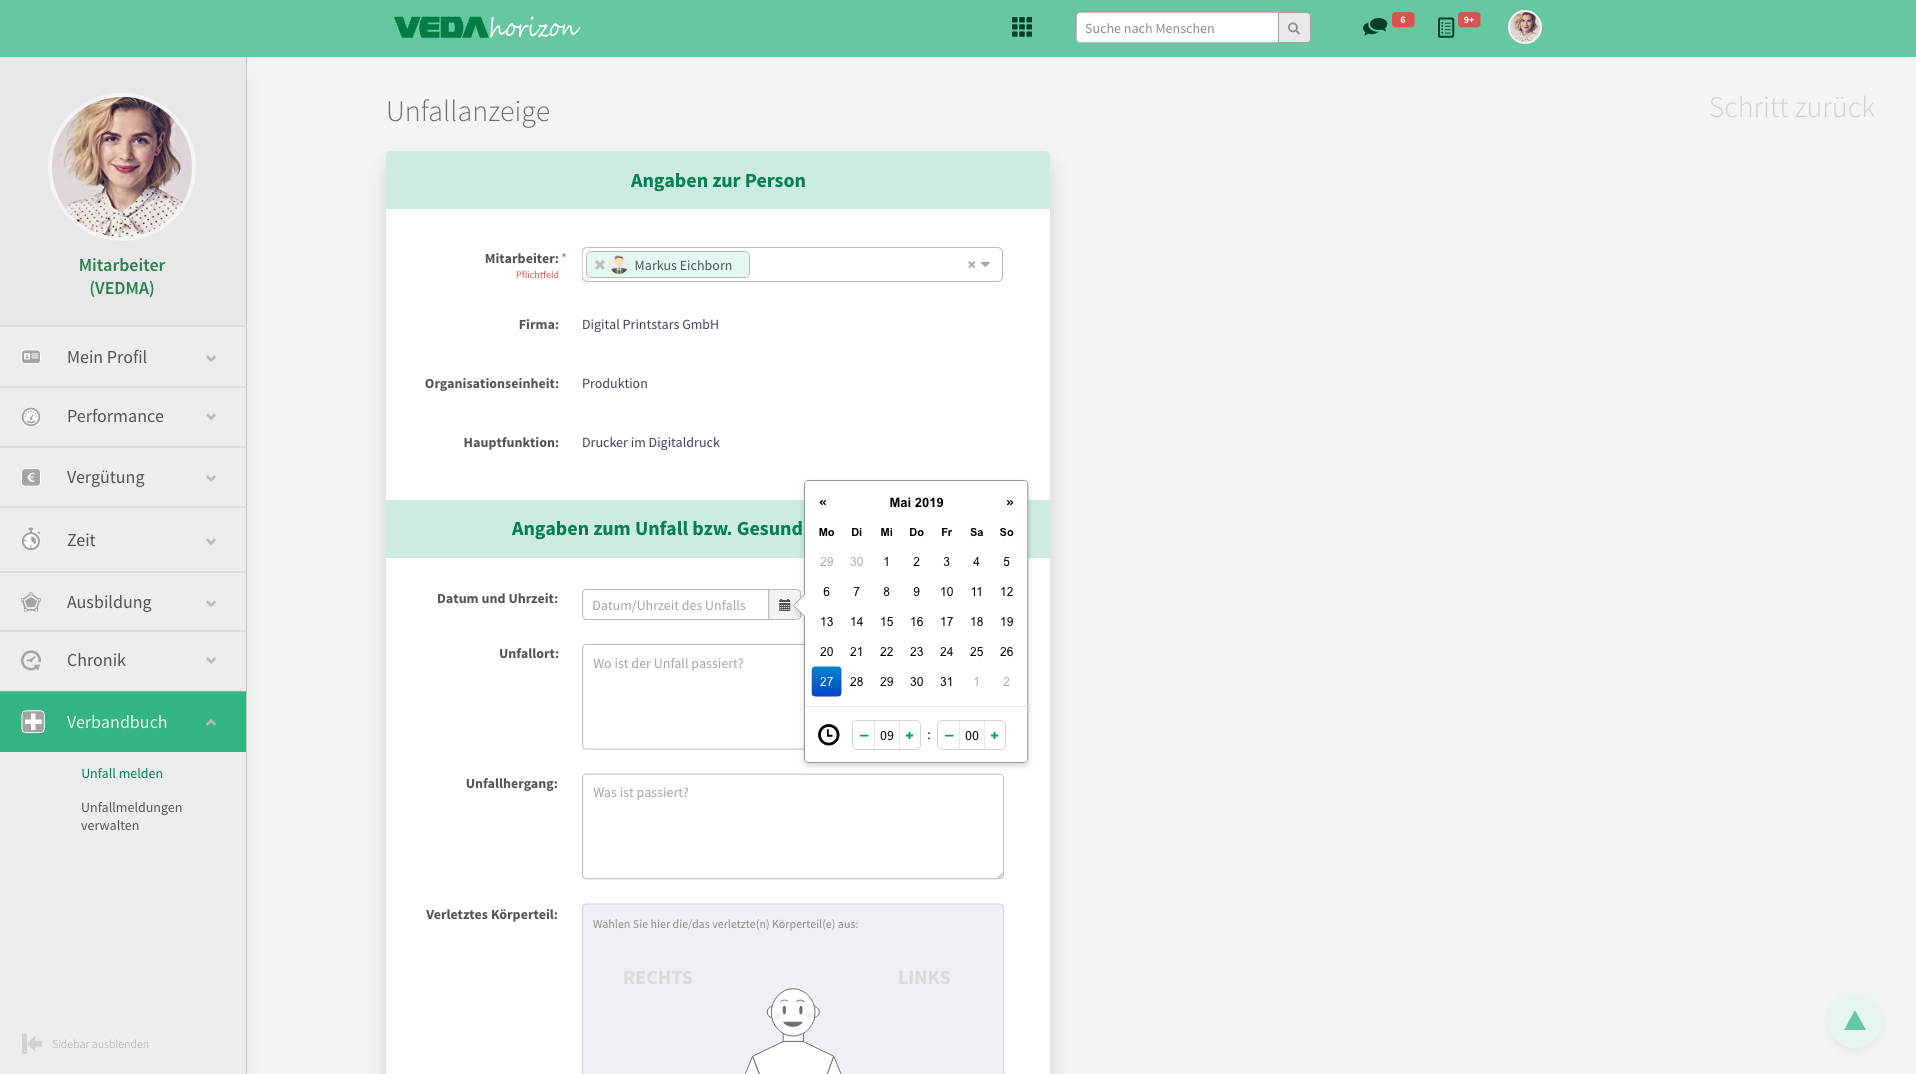 VEDA horizon
Suche nach Menschen
6
9+
Mitarbeiter
(VEDMA)
Mein Profil
Performance
Vergütung
Zeit
Ausbildung
Chronik
Verbandbuch
Unfall melden
Unfallmeldungen
verwalten
Sidebar ausblenden
Unfallanzeige
Schritt zurück
Angaben zur Person
Mitarbeiter: *
Pflichtfeld
Markus Eichborn
Firma: Digital Printstars GmbH
Organisationseinheit: Produktion
Hauptfunktion: Drucker im Digitaldruck
Angaben zum Unfall bzw. Gesund
Datum und Uhrzeit: Datum/Uhrzeit des Unfalls
« Mai 2019 »
Mo Di Mi Do Fr Sa So
29 30 1 2 3 4 5
6 7 8 9 10 11 12
13 14 15 16 17 18 19
20 21 22 23 24 25 26
27 28 29 30 31 1 2
− 09 + : − 00 +
Unfallort: Wo ist der Unfall passiert?
Unfallhergang: Was ist passiert?
Verletztes Körperteil: Wählen Sie hier die/das verletzte(n) Körperteil(e) aus:
RECHTS LINKS